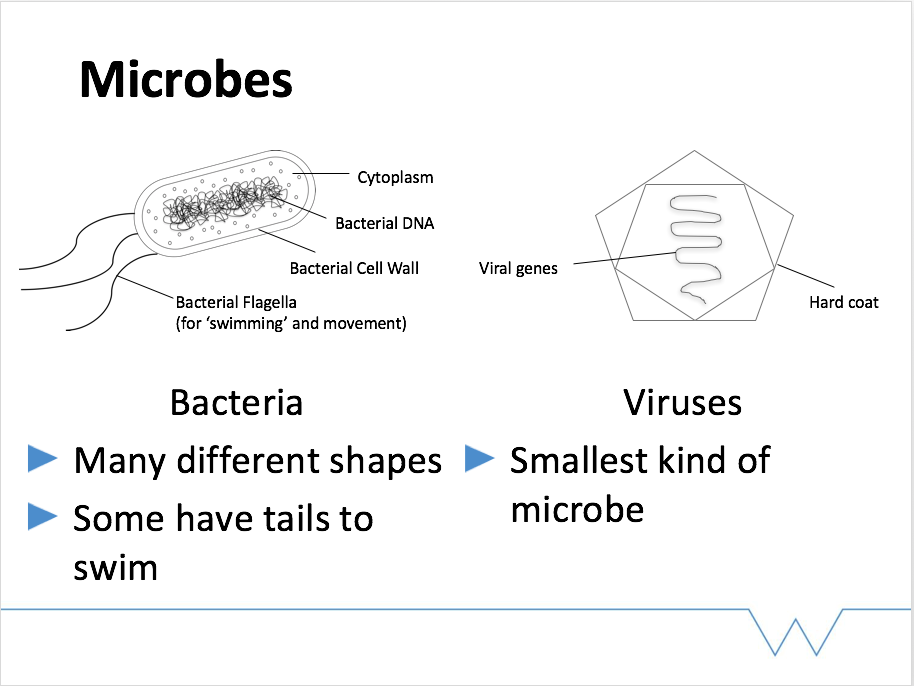 Microbes
Cytoplasm
Bacterial DNA
Bacterial Cell Wall
Bacterial Flagella
(for ‘swimming’ and movement)
Viral genes
Hard coat
Bacteria
Many different shapes
Some have tails to
swim
Viruses
Smallest kind of
microbe